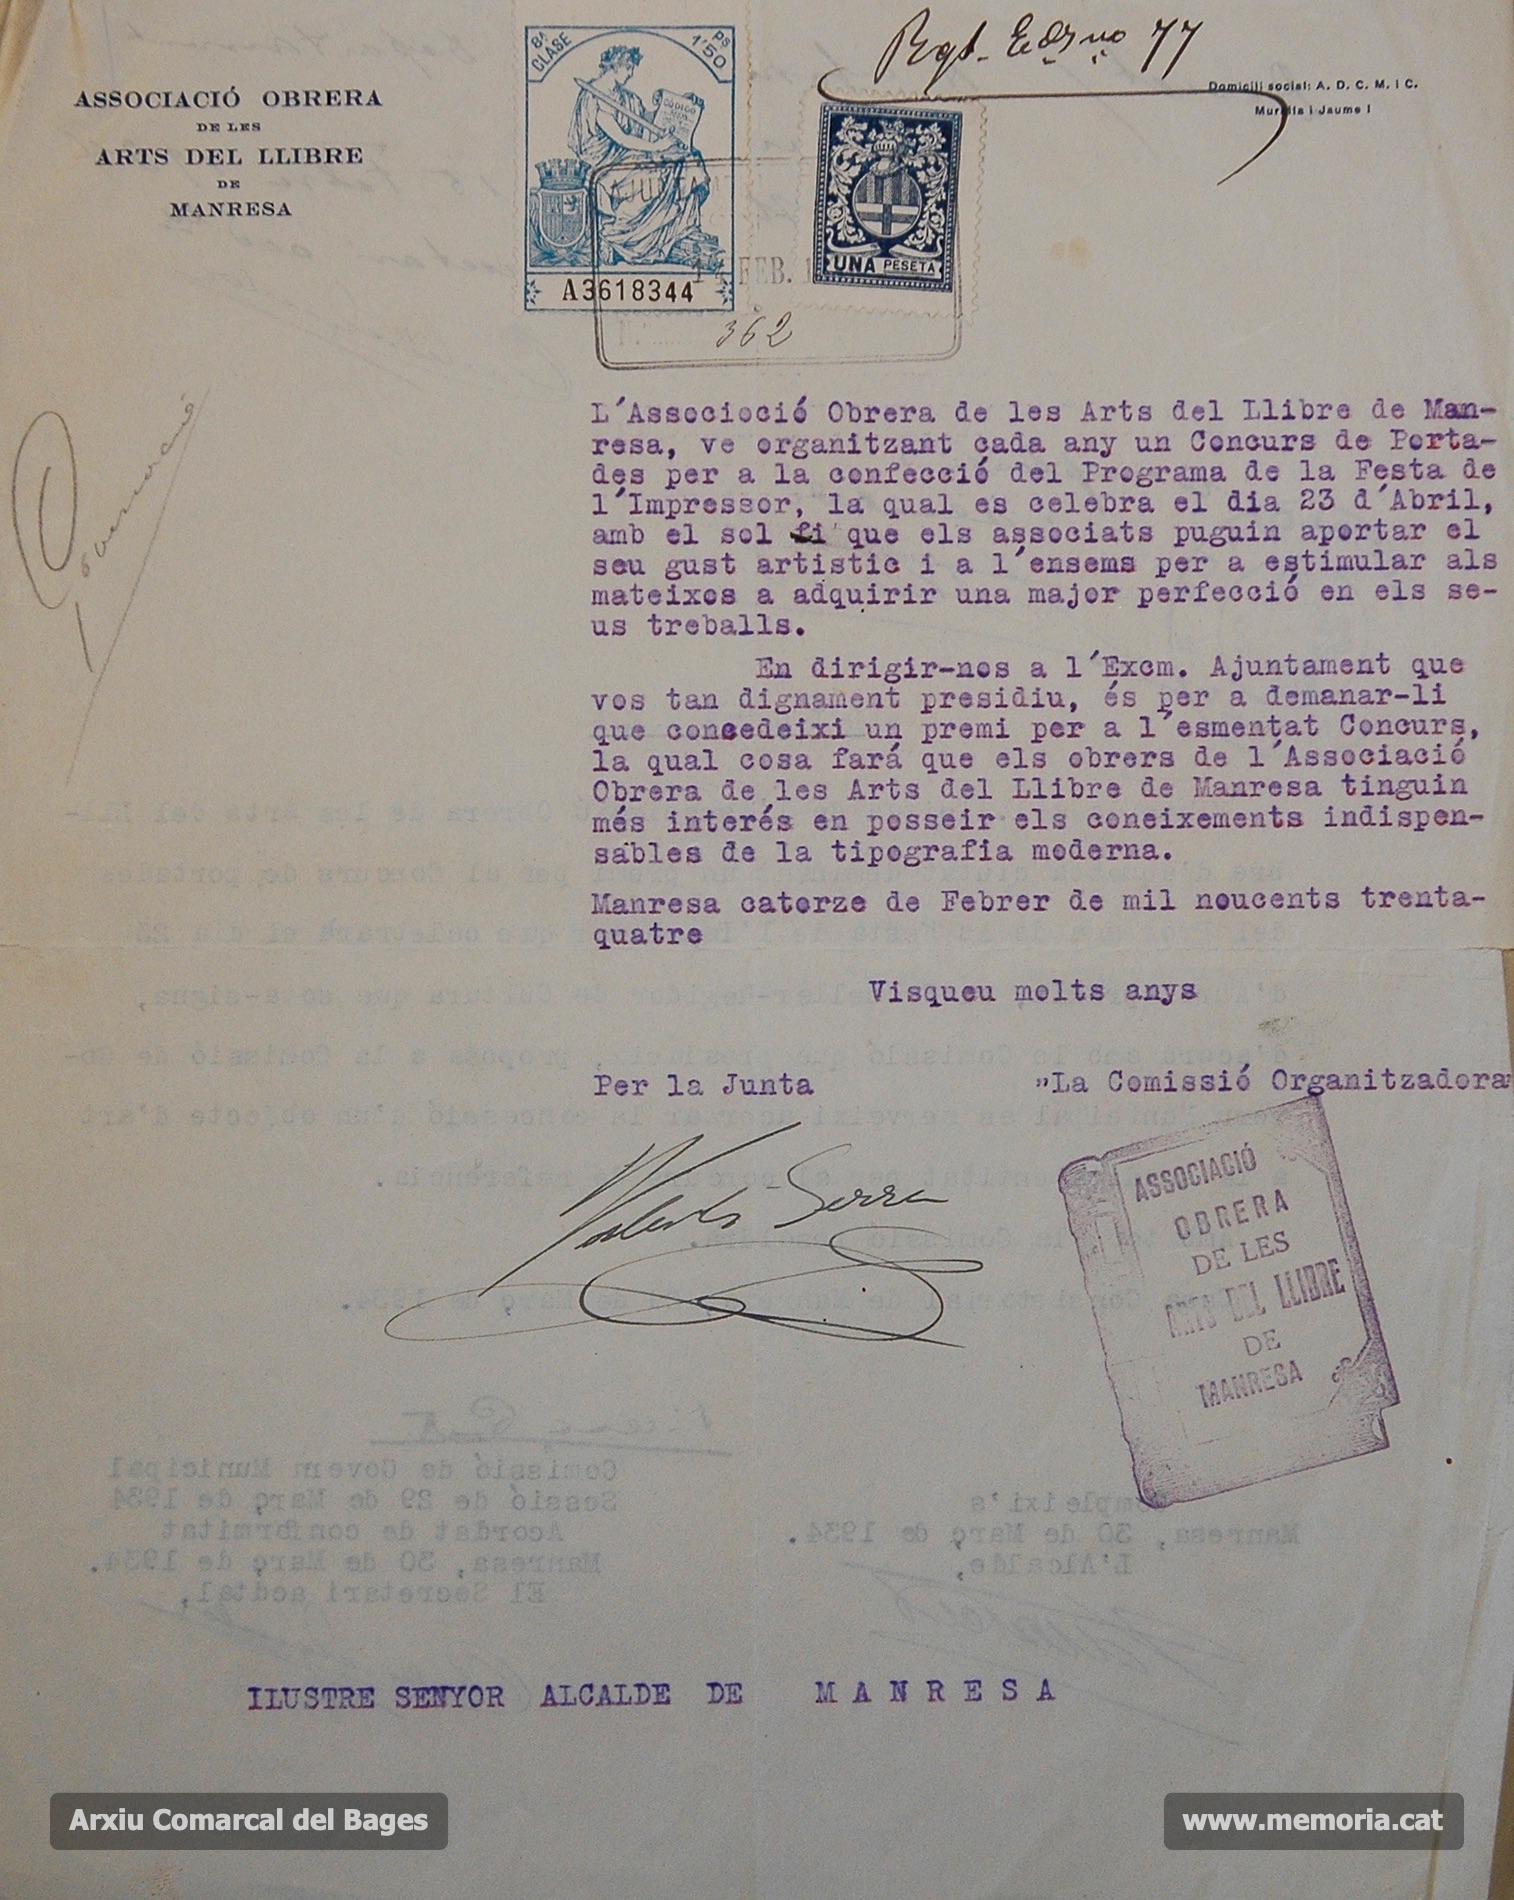 ASSOCIACIÓ OBRERA
DE LES
ARTS DEL LLIBRE
DE
MANRESA
8ª CLASE
Ps 1'50
CÓDIGO
A3618344
AJUNTA
14 FEB. 1
362
UNA PESETA
77
Domicili social: A. D. C. M. i C.
Muralla i Jaume I
L'Associoció Obrera de les Arts del Llibre de Man-
resa, ve organitzant cada any un Concurs de Porta-
des per a la confecció del Programa de la Festa de
l'Impressor, la qual es celebra el dia 23 d'Abril,
amb el sol fi que els associats puguin aportar el
seu gust artistic i a l'ensems per a estimular als
mateixos a adquirir una major perfecció en els se-
us treballs.
En dirigir-nos a l'Excm. Ajuntament que
vos tan dignament presidiu, és per a demanar-li
que concedeixi un premi per a l'esmentat Concurs,
la qual cosa fará que els obrers de l'Associació
Obrera de les Arts del Llibre de Manresa tinguin
més interés en posseir els coneixements indispen-
sables de la tipografia moderna.
Manresa catorze de Febrer de mil noucents trenta-
quatre
Visqueu molts anys
Per la Junta
"La Comissió Organitzadora"
Serra
ASSOCIACIÓ
OBRERA
DE LES
ARTS DEL LLIBRE
DE
MANRESA
Comissió de Govern Municipal
Sessió de 29 de Març de 1934
Acordat de conformitat
Manresa, 30 de Març de 1934.
El Secretari acctal,
Compleixi's
Manresa, 30 de Març de 1934.
L'Alcalde,
ILUSTRE SENYOR ALCALDE DE MANRESA
Arxiu Comarcal del Bages
www.memoria.cat